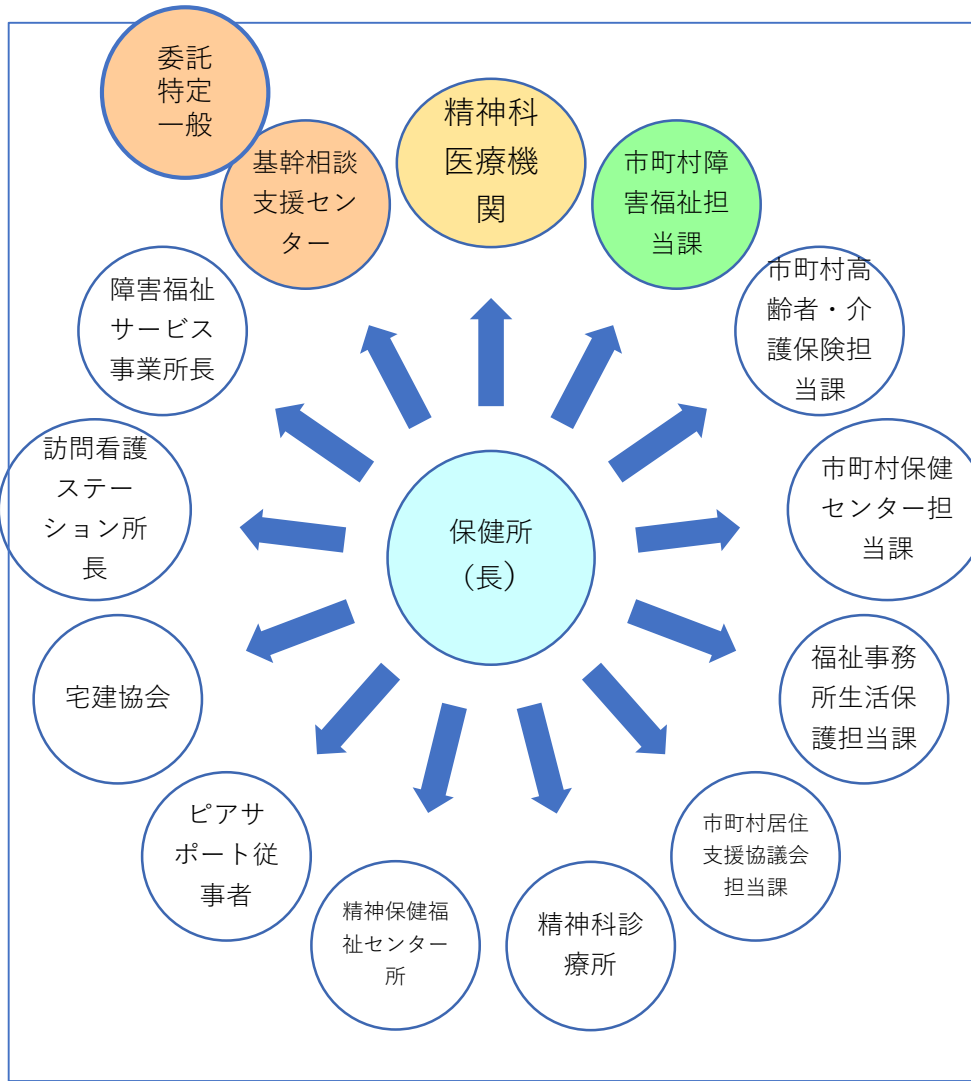 委託
特定
一般
基幹相談
支援セン
ター
精神科
医療機
関
市町村障
害福祉担
当課
市町村高
齢者・介
護保険担
当課
市町村保健
センター担
当課
福祉事務
所生活保
護担当課
市町村居住
支援協議会
担当課
精神科診
療所
精神保健福
祉センター
所
ピアサ
ポート従
事者
宅建協会
訪問看護
ステー
ション所
長
障害福祉
サービス
事業所長
保健所
（長）